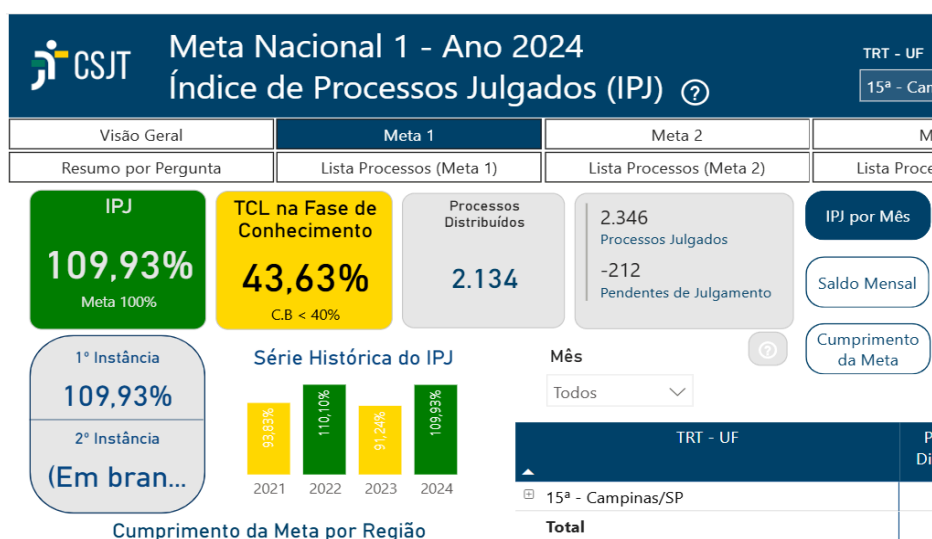 CSJT
Meta Nacional 1 - Ano 2024
Índice de Processos Julgados (IPJ) ?
TRT - UF
15ª - Car
Visão Geral
Meta 1
Meta 2
M
Resumo por Pergunta
Lista Processos (Meta 1)
Lista Processos (Meta 2)
Lista Proce
IPJ
109,93%
Meta 100%
TCL na Fase de
Conhecimento
43,63%
C.B < 40%
Processos
Distribuídos
2.134
2.346
Processos Julgados
-212
Pendentes de Julgamento
IPJ por Mês
Saldo Mensal
Cumprimento
da Meta
1º Instância
109,93%
2º Instância
(Em bran...
Série Histórica do IPJ
93,83%
110,10%
91,24%
109,93%
2021
2022
2023
2024
Mês
?
Todos
TRT - UF
P
Di
15ª - Campinas/SP
Total
Cumprimento da Meta por Região